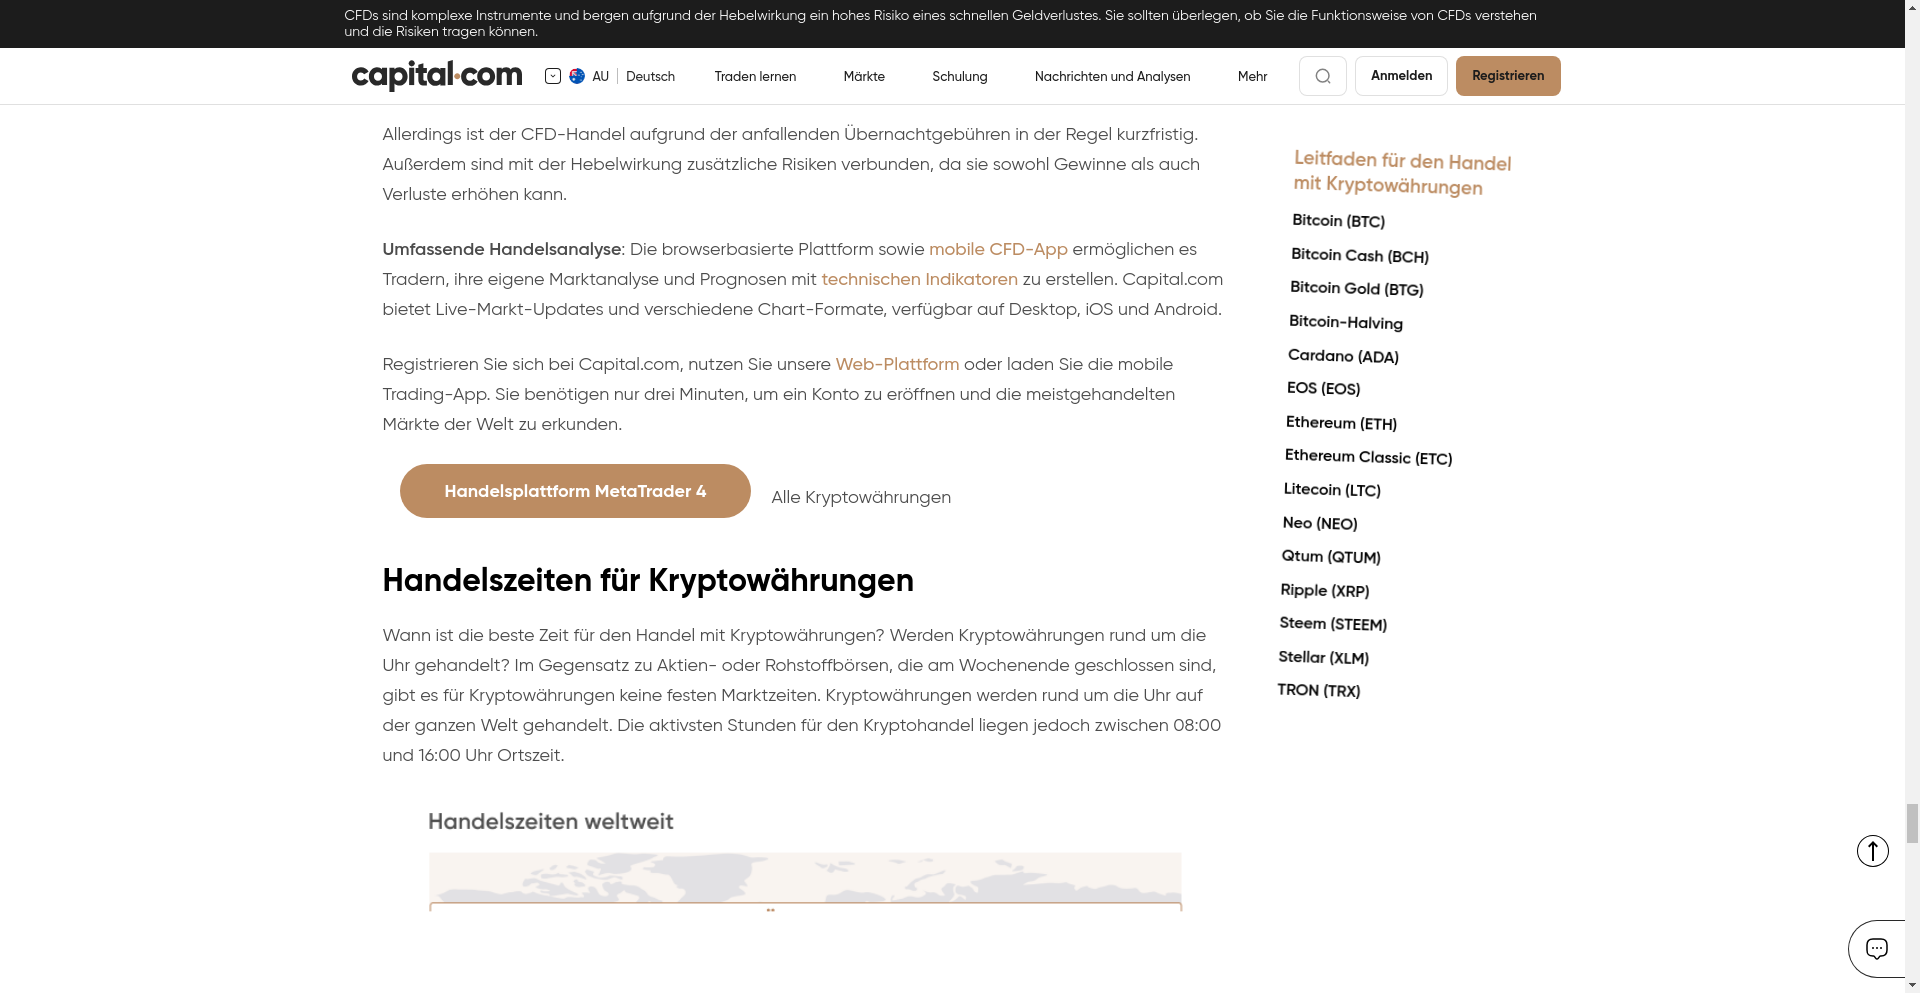 CFDs sind komplexe Instrumente und bergen aufgrund der Hebelwirkung ein hohes Risiko eines schnellen Geldverlustes. Sie sollten überlegen, ob Sie die Funktionsweise von CFDs verstehen
und die Risiken tragen können.
capital.com
AU
Deutsch
Traden lernen
Märkte
Schulung
Nachrichten und Analysen
Mehr
Anmelden
Registrieren
Allerdings ist der CFD-Handel aufgrund der anfallenden Übernachtgebühren in der Regel kurzfristig.
Außerdem sind mit der Hebelwirkung zusätzliche Risiken verbunden, da sie sowohl Gewinne als auch
Verluste erhöhen kann.
Umfassende Handelsanalyse: Die browserbasierte Plattform sowie mobile CFD-App ermöglichen es
Tradern, ihre eigene Marktanalyse und Prognosen mit technischen Indikatoren zu erstellen. Capital.com
bietet Live-Markt-Updates und verschiedene Chart-Formate, verfügbar auf Desktop, iOS und Android.
Registrieren Sie sich bei Capital.com, nutzen Sie unsere Web-Plattform oder laden Sie die mobile
Trading-App. Sie benötigen nur drei Minuten, um ein Konto zu eröffnen und die meistgehandelten
Märkte der Welt zu erkunden.
Handelsplattform MetaTrader 4
Alle Kryptowährungen
Handelszeiten für Kryptowährungen
Wann ist die beste Zeit für den Handel mit Kryptowährungen? Werden Kryptowährungen rund um die
Uhr gehandelt? Im Gegensatz zu Aktien- oder Rohstoffbörsen, die am Wochenende geschlossen sind,
gibt es für Kryptowährungen keine festen Marktzeiten. Kryptowährungen werden rund um die Uhr auf
der ganzen Welt gehandelt. Die aktivsten Stunden für den Kryptohandel liegen jedoch zwischen 08:00
und 16:00 Uhr Ortszeit.
Handelszeiten weltweit
Leitfaden für den Handel
mit Kryptowährungen
Bitcoin (BTC)
Bitcoin Cash (BCH)
Bitcoin Gold (BTG)
Bitcoin-Halving
Cardano (ADA)
EOS (EOS)
Ethereum (ETH)
Ethereum Classic (ETC)
Litecoin (LTC)
Neo (NEO)
Qtum (QTUM)
Ripple (XRP)
Steem (STEEM)
Stellar (XLM)
TRON (TRX)